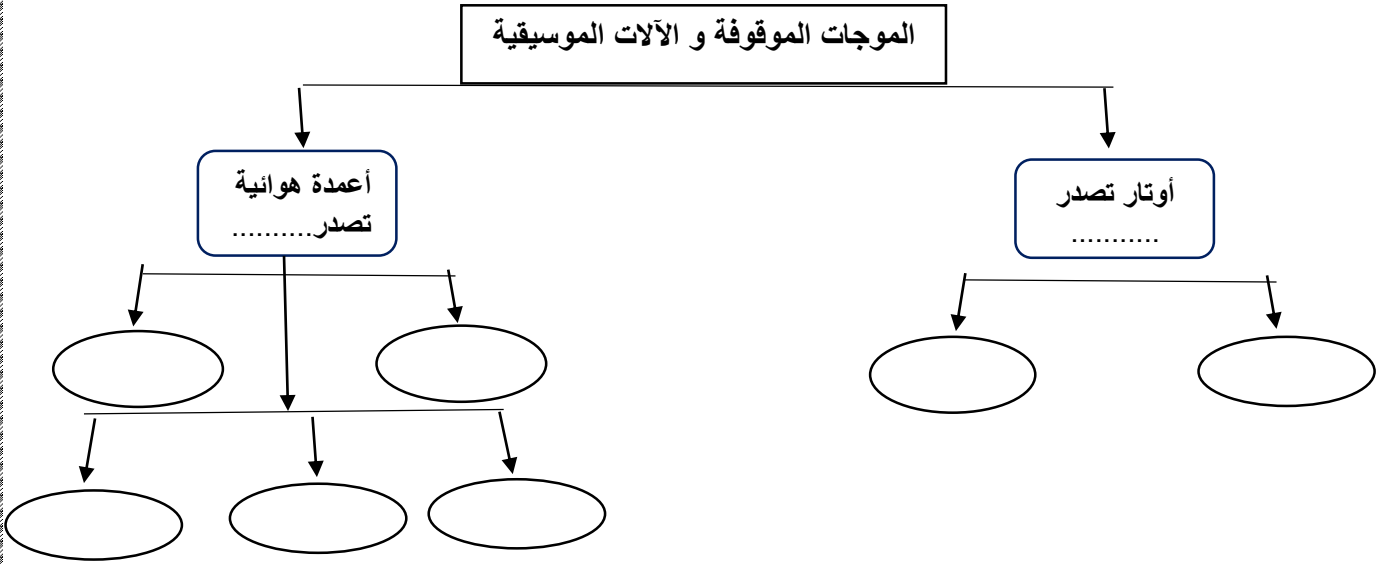 الموجات الموقوفة و الآلات الموسيقية
أوتار تصدر
...........
أعمدة هوائية
تصدر..........